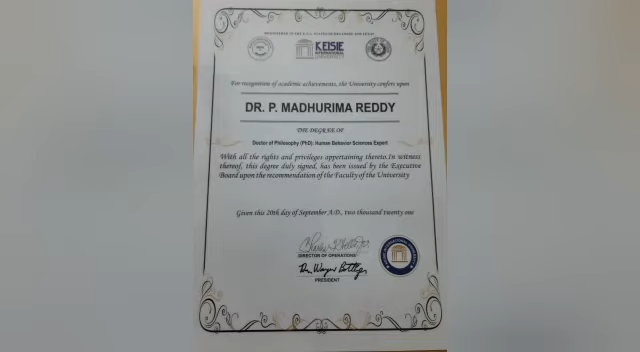 KEISIE
INTERNATIONAL
UNIVERSITY
For recognition of academic achievements, the University confers upon
DR. P. MADHURIMA REDDY
THE DEGREE OF
Doctor of Philosophy (PhD): Human Behavior Sciences Expert
With all the rights and privileges appertaining thereto.In witness
thereof, this degree duly signed, has been issued by the Executive
Board upon the recommendation of the Faculty of the University
Given this 20th day of September A.D., two thousand twenty one
DIRECTOR OF OPERATIONS
PRESIDENT